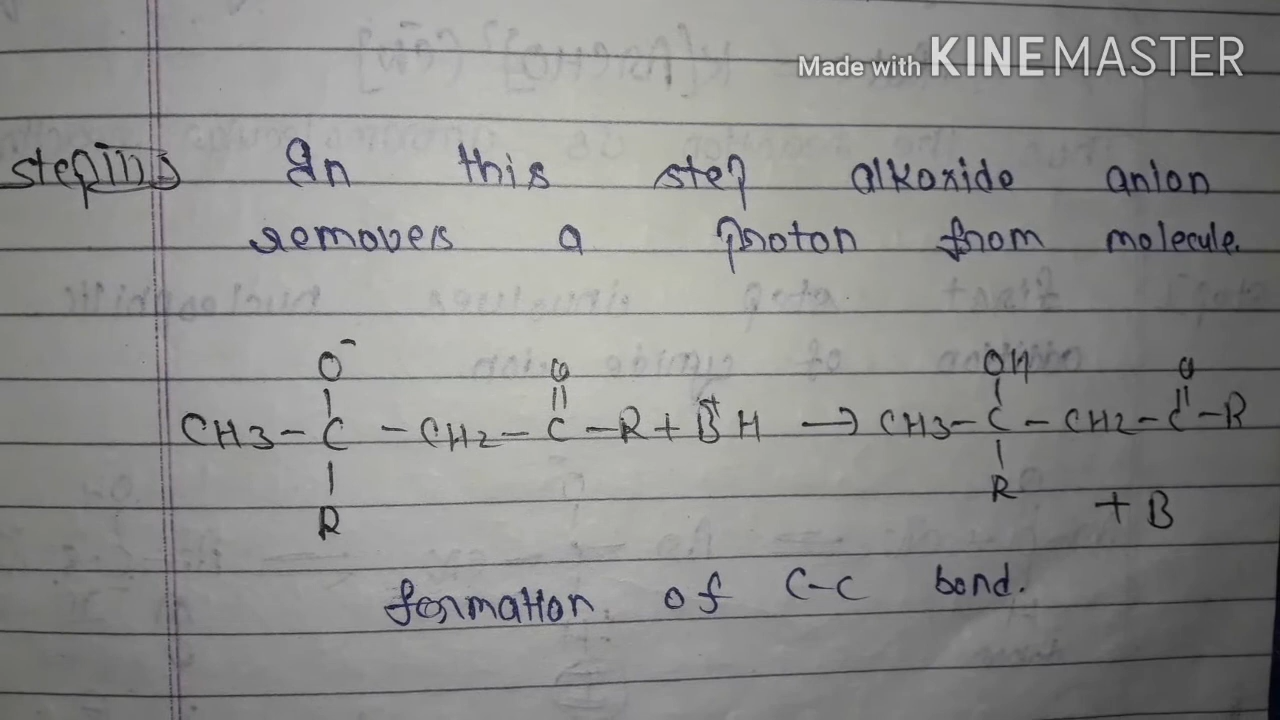 Made with KINEMASTER
step III) In this step alkoxide anion
removes a proton from molecule.
O⁻ O OH O
CH3-C-CH2-C-R+B⁺H → CH3-C-CH2-C-R
R R + B
formation of C-C bond.